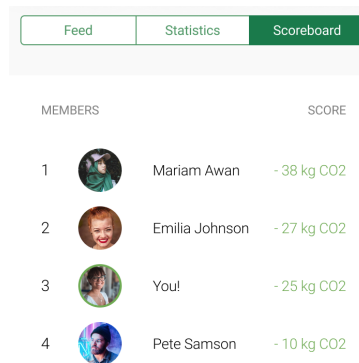 Feed Statistics Scoreboard
MEMBERS SCORE
1 Mariam Awan - 38 kg CO2
2 Emilia Johnson - 27 kg CO2
3 You! - 25 kg CO2
4 Pete Samson - 10 kg CO2